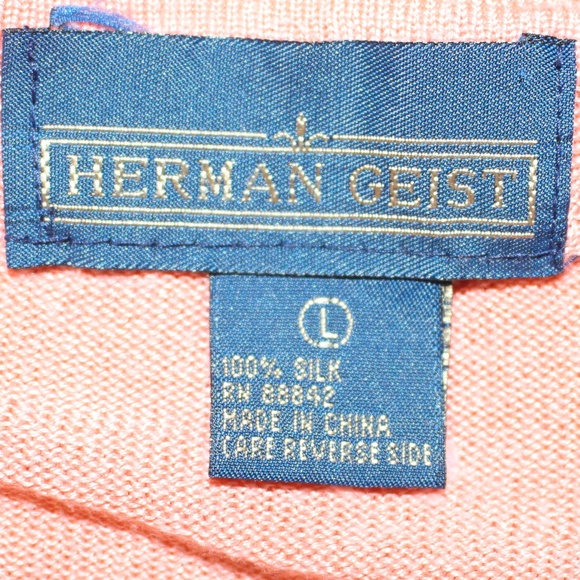 HERMAN GEIST
L
100% SILK
RN 88842
MADE IN CHINA
CARE REVERSE SIDE